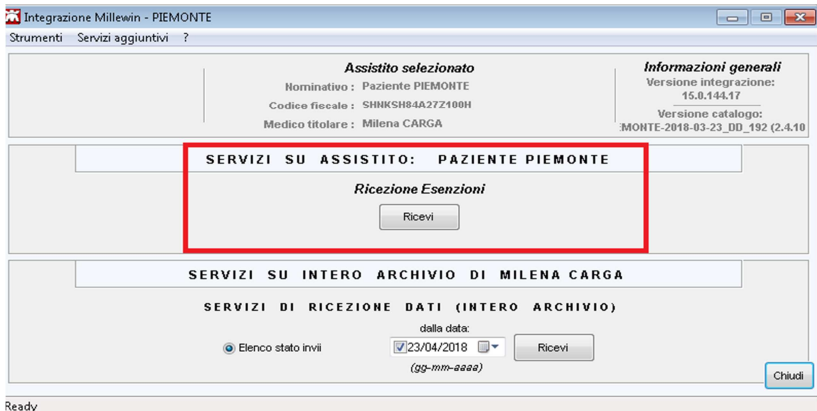 Integrazione Millewin - PIEMONTE
Strumenti Servizi aggiuntivi ?
Assistito selezionato
Nominativo : Paziente PIEMONTE
Codice fiscale : SHNKSH84A27Z100H
Medico titolare : Milena CARGA
Informazioni generali
Versione integrazione:
15.0.144.17
Versione catalogo:
:MONTE-2018-03-23_DD_192 (2.4.10
SERVIZI SU ASSISTITO: PAZIENTE PIEMONTE
Ricezione Esenzioni
Ricevi
SERVIZI SU INTERO ARCHIVIO DI MILENA CARGA
SERVIZI DI RICEZIONE DATI (INTERO ARCHIVIO)
dalla data:
Elenco stato invii 23/04/2018 Ricevi
(gg-mm-aaaa)
Chiudi
Ready